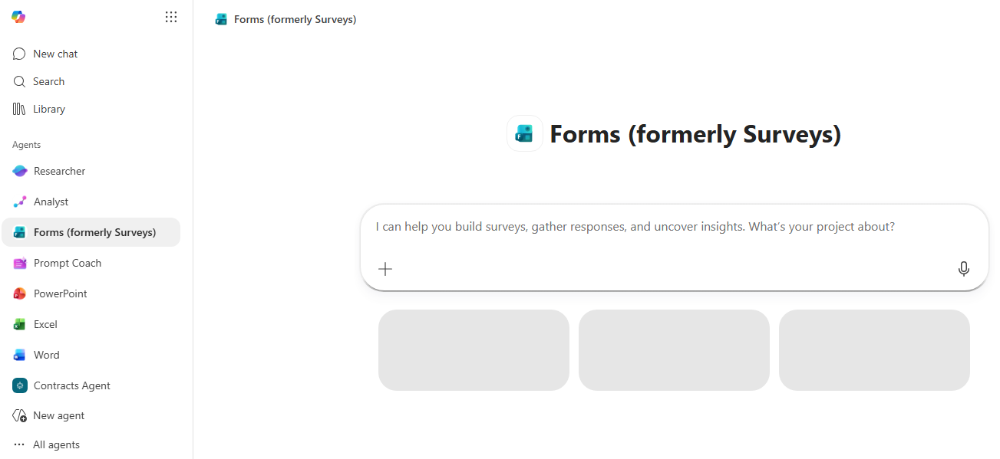 Forms (formerly Surveys)
New chat
Search
Library
Agents
Researcher
Analyst
Forms (formerly Surveys)
Prompt Coach
PowerPoint
Excel
Word
Contracts Agent
New agent
All agents
Forms (formerly Surveys)
I can help you build surveys, gather responses, and uncover insights. What’s your project about?